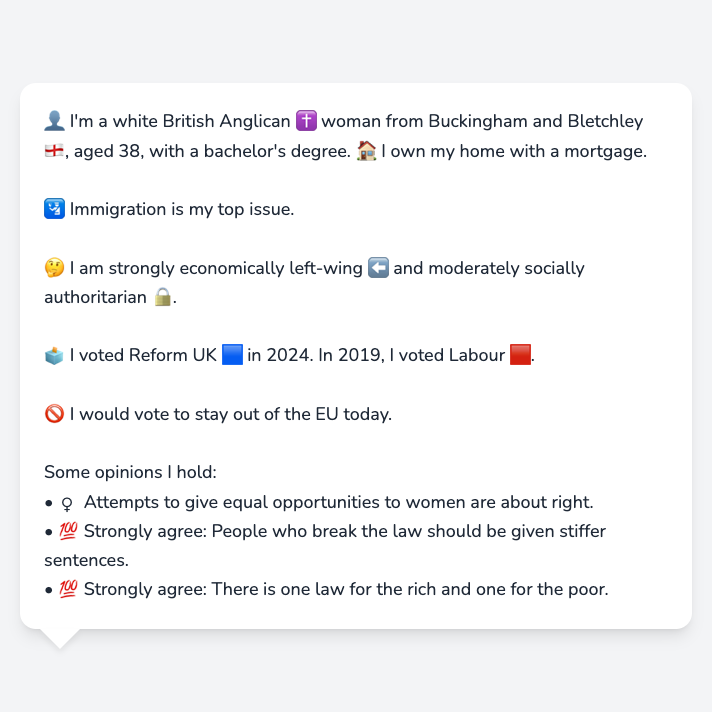 👤 I'm a white British Anglican ✝️ woman from Buckingham and Bletchley
🏴󠁧󠁢󠁥󠁮󠁧󠁿, aged 38, with a bachelor's degree. 🏠 I own my home with a mortgage.
🛂 Immigration is my top issue.
🤔 I am strongly economically left-wing ⬅️ and moderately socially
authoritarian 🔒.
🗳️ I voted Reform UK 🟦 in 2024. In 2019, I voted Labour 🟥.
🚫 I would vote to stay out of the EU today.
Some opinions I hold:
• ♀ Attempts to give equal opportunities to women are about right.
• 💯 Strongly agree: People who break the law should be given stiffer
sentences.
• 💯 Strongly agree: There is one law for the rich and one for the poor.